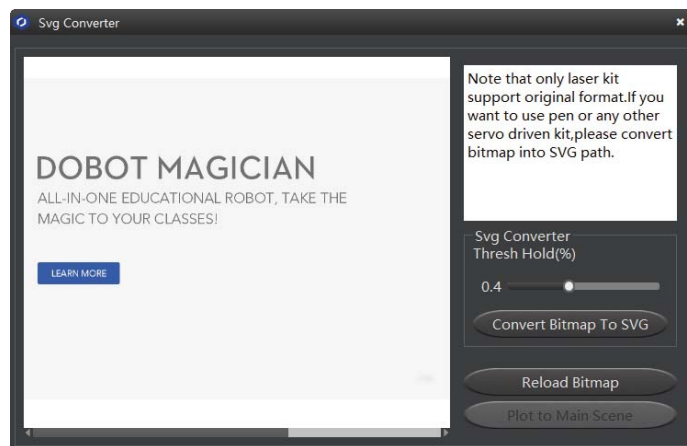 Svg Converter
DOBOT MAGICIAN
ALL-IN-ONE EDUCATIONAL ROBOT, TAKE THE
MAGIC TO YOUR CLASSES!
LEARN MORE
Note that only laser kit
support original format.If you
want to use pen or any other
servo driven kit,please convert
bitmap into SVG path.
Svg Converter
Thresh Hold(%)
0.4
Convert Bitmap To SVG
Reload Bitmap
Plot to Main Scene